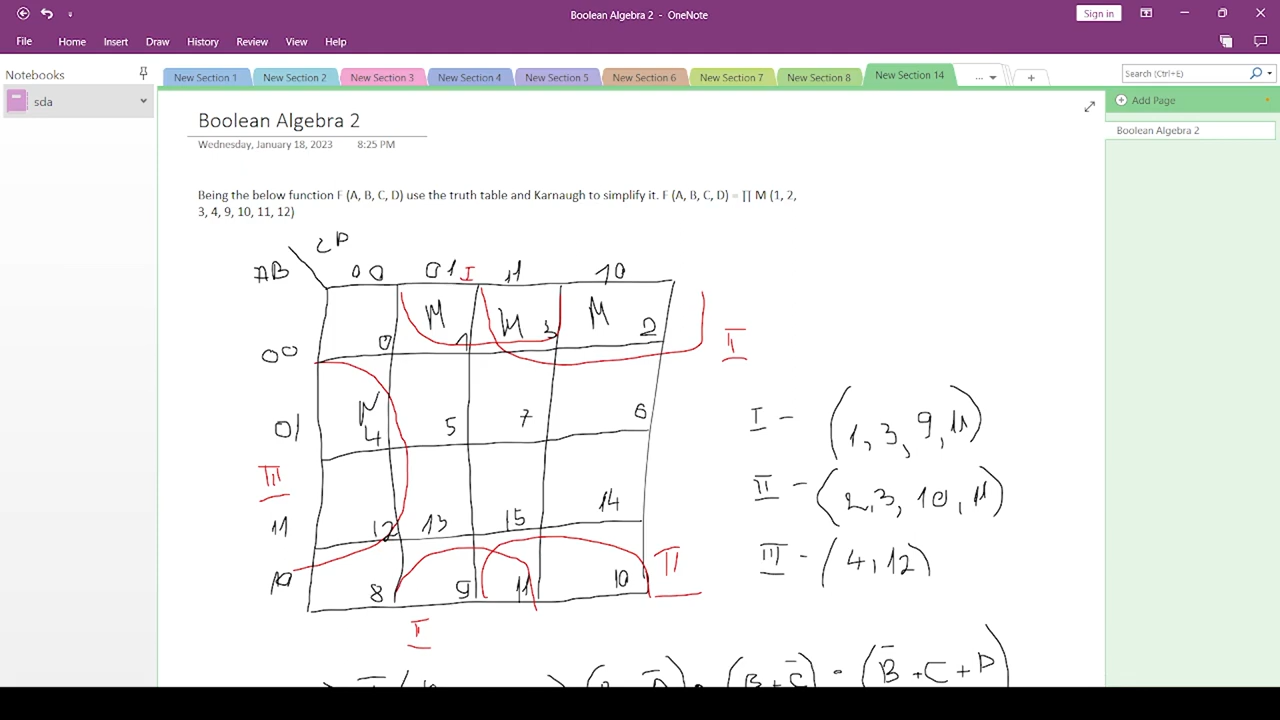 Boolean Algebra 2 - OneNote
Sign in
File Home Insert Draw History Review View Help
Notebooks
New Section 1 New Section 2 New Section 3 New Section 4 New Section 5 New Section 6 New Section 7 New Section 8 New Section 14 ... +
Search (Ctrl+E)
sda
Add Page
Boolean Algebra 2
Boolean Algebra 2
Wednesday, January 18, 2023 8:25 PM
Being the below function F (A, B, C, D) use the truth table and Karnaugh to simplify it. F (A, B, C, D) = ∏ M (1, 2,
3, 4, 9, 10, 11, 12)
CD
AB 00 01 I 11 10
M M M
0 1 3 2
00
I
M
01 4 5 7 6
III
11 12 13 15 14
10 8 9 11 10
II
I
I - (1, 3, 9, 11)
II - (2, 3, 10, 11)
III - (4, 12)
(B+C̄) · (B̄+C+D)